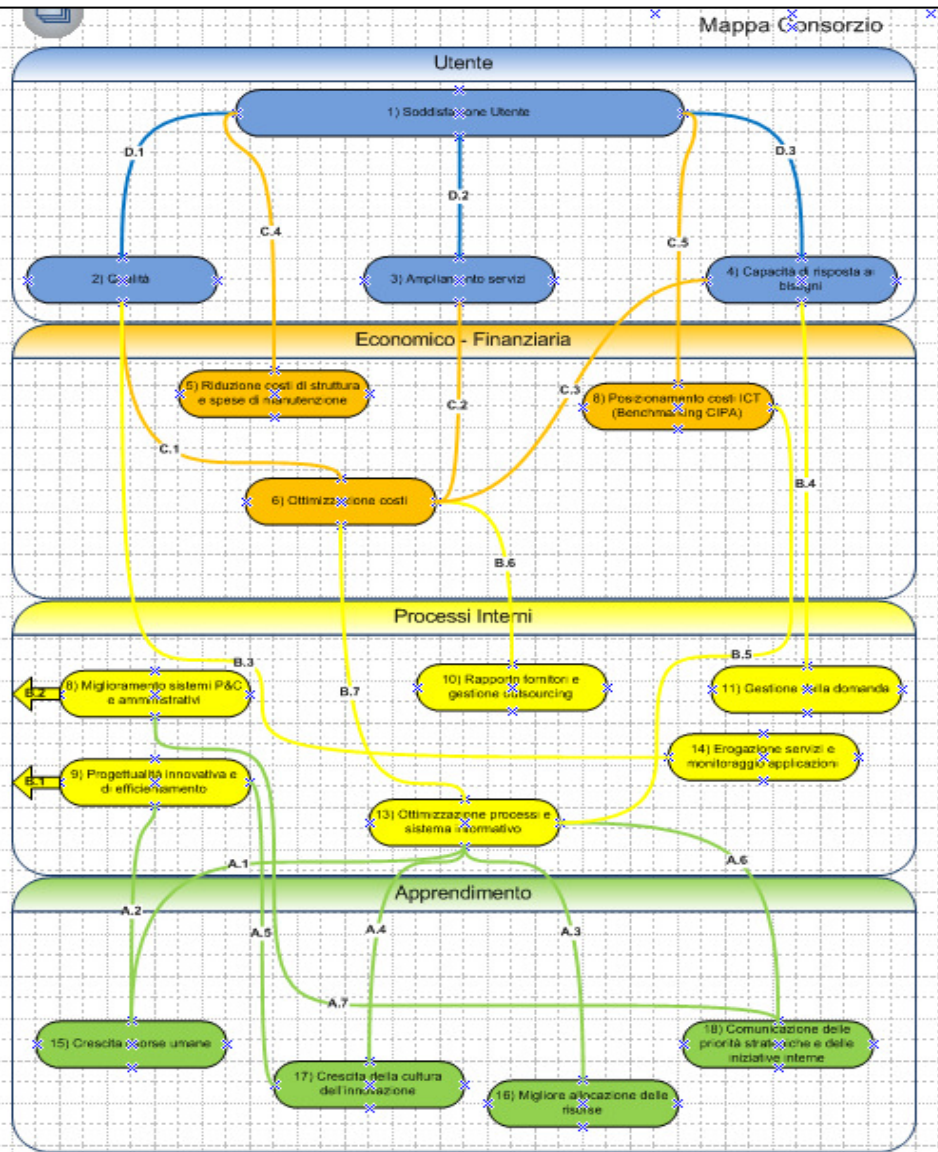 Mappa Consorzio
Utente
1) Soddisfazione Utente
D.1
D.3
D.2
C.4
C.5
2) Qualità
3) Ampliamento servizi
4) Capacità di risposta ai
bisogni
Economico - Finanziaria
5) Riduzione costi di struttura
e spese di manutenzione
8) Posizionamento costi ICT
(Benchmarking CIPA)
C.3
C.2
C.1
B.4
6) Ottimizzazione costi
B.6
Processi Interni
B.5
B.3
8) Miglioramento sistemi P&C
e amministrativi
B.2
B.7
10) Rapporto fornitori e
gestione outsourcing
11) Gestione della domanda
14) Erogazione servizi e
monitoraggio applicazioni
9) Progettualità innovativa e
di efficientamento
B.1
13) Ottimizzazione processi e
sistema informativo
A.1
A.6
Apprendimento
A.2
A.5
A.4
A.3
A.7
15) Crescita risorse umane
18) Comunicazione delle
priorità strategiche e delle
iniziative interne
17) Crescita della cultura
dell'innovazione
16) Migliore allocazione delle
risorse